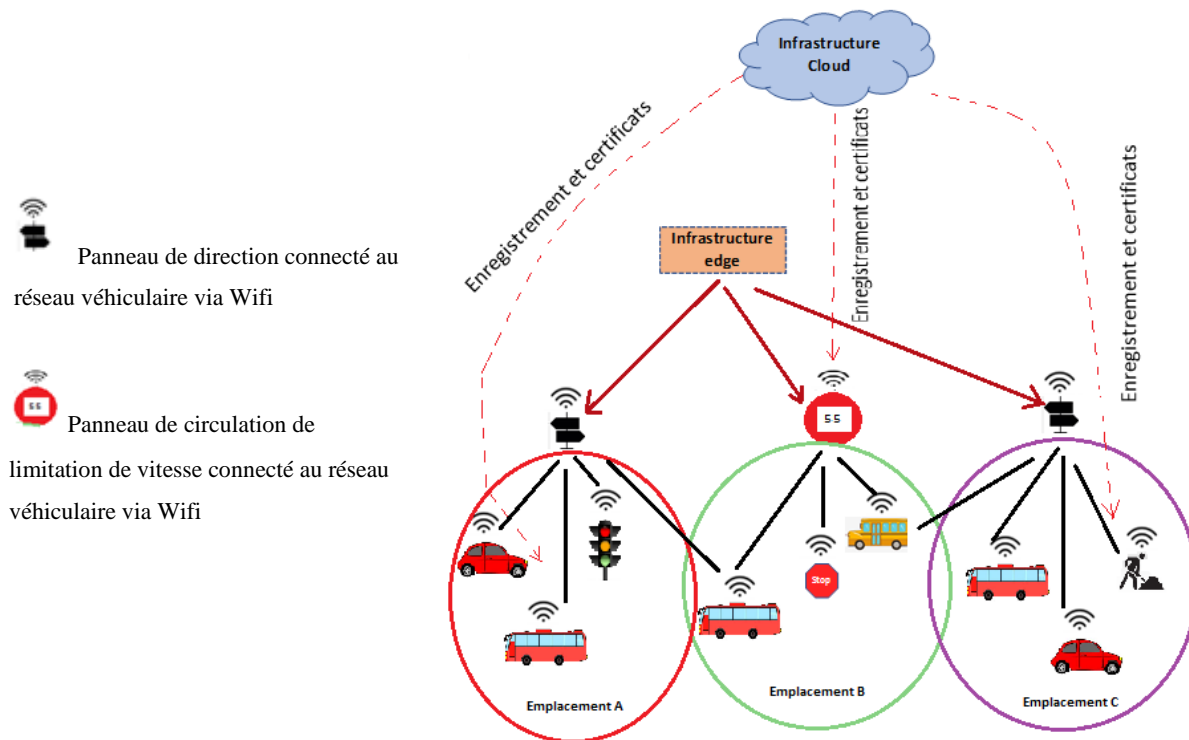 Infrastructure
Cloud
Enregistrement et certificats
Enregistrement et certificats
Enregistrement et certificats
Infrastructure
edge
Panneau de direction connecté au
réseau véhiculaire via Wifi
55
Panneau de circulation de
limitation de vitesse connecté au réseau
véhiculaire via Wifi
55
Stop
Emplacement A
Emplacement B
Emplacement C